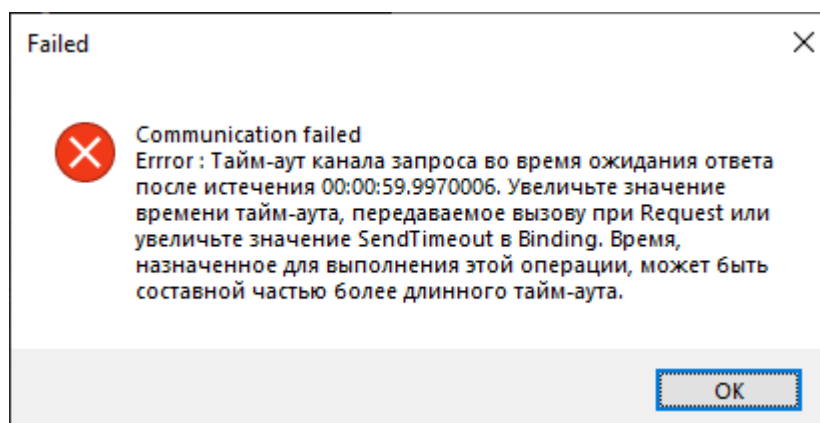 Failed
Communication failed
Errror : Тайм-аут канала запроса во время ожидания ответа
после истечения 00:00:59.9970006. Увеличьте значение
времени тайм-аута, передаваемое вызову при Request или
увеличьте значение SendTimeout в Binding. Время,
назначенное для выполнения этой операции, может быть
составной частью более длинного тайм-аута.
OK